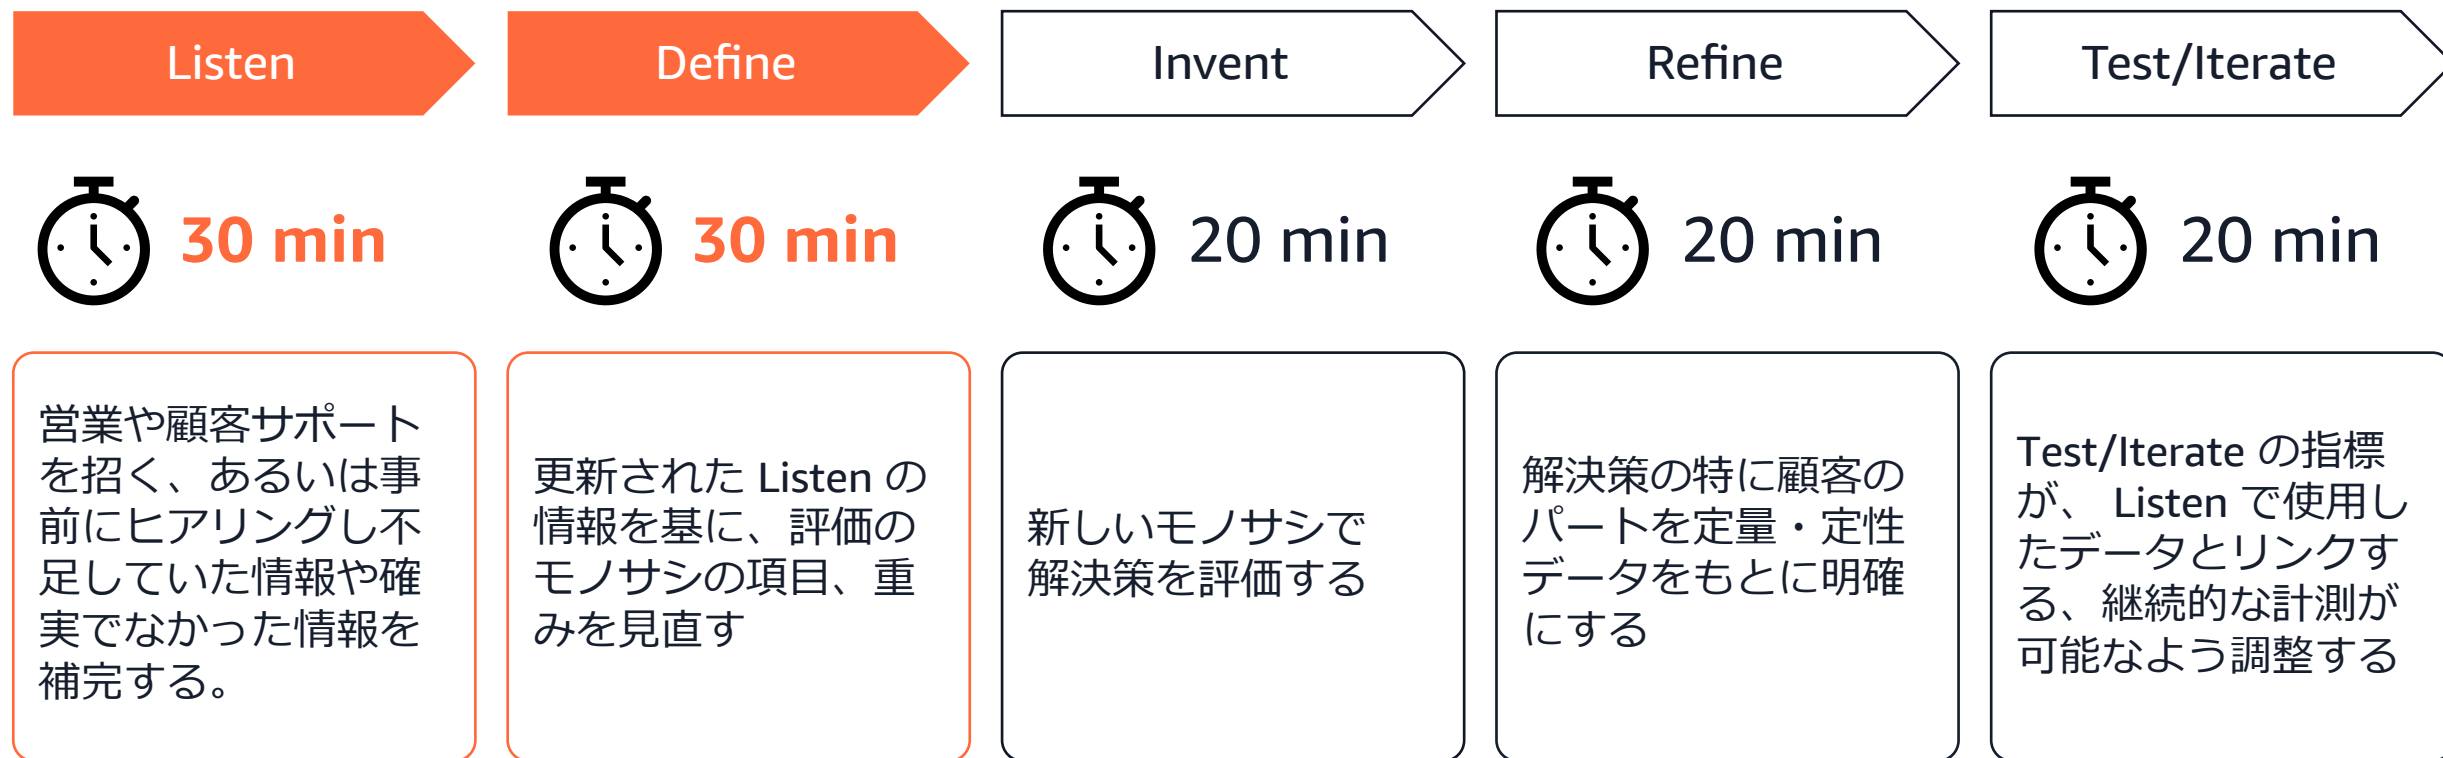 Listen
Define
Invent
Refine
Test/Iterate
30 min
30 min
20 min
20 min
20 min
営業や顧客サポート
を招く、あるいは事
前にヒアリングし不
足していた情報や確
実でなかった情報を
補完する。
更新された Listen の
情報を基に、評価の
モノサシの項目、重
みを見直す
新しいモノサシで
解決策を評価する
解決策の特に顧客の
パートを定量・定性
データをもとに明確
にする
Test/Iterate の指標
が、 Listen で使用し
たデータとリンクす
る、継続的な計測が
可能なよう調整する